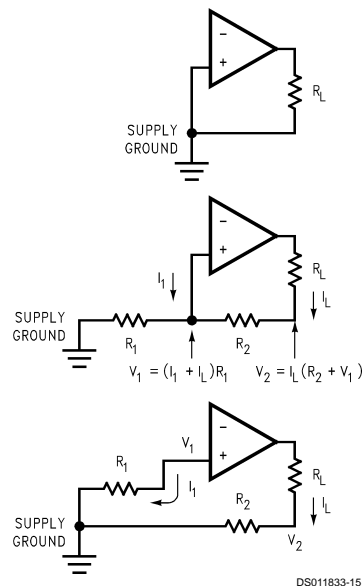 −
+
R_L
SUPPLY
GROUND
−
+
I_1
R_L
I_L
SUPPLY
GROUND
R_1
R_2
V_1 = (I_1 + I_L)R_1
V_2 = I_L(R_2 + V_1)
−
+
V_1
R_1
I_1
R_L
I_L
R_2
SUPPLY
GROUND
V_2
DS011833-15